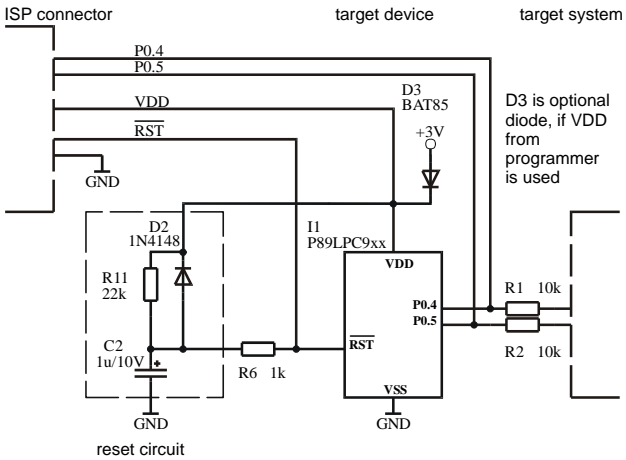 ISP connector
target device
target system
P0.4
P0.5
VDD
RST
GND
D3
BAT85
+3V
D3 is optional
diode, if VDD
from
programmer
is used
D2
1N4148
I1
P89LPC9xx
VDD
R11
22k
P0.4
P0.5
R1 10k
R2 10k
C2
1u/10V
+
R6 1k
RST
VSS
GND
GND
reset circuit